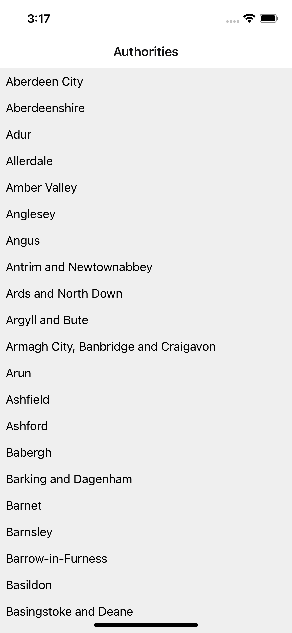 3:17
Authorities
Aberdeen City
Aberdeenshire
Adur
Allerdale
Amber Valley
Anglesey
Angus
Antrim and Newtownabbey
Ards and North Down
Argyll and Bute
Armagh City, Banbridge and Craigavon
Arun
Ashfield
Ashford
Babergh
Barking and Dagenham
Barnet
Barnsley
Barrow-in-Furness
Basildon
Basingstoke and Deane